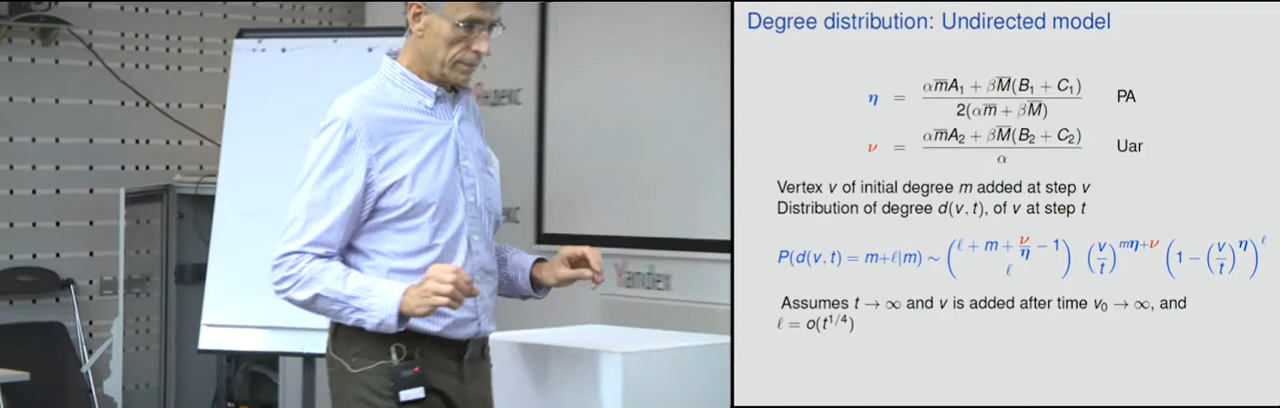 Яндекс
Yandex
Degree distribution: Undirected model
η = αm̅A₁ + βM̅(B₁ + C₁) / 2(αm̅ + βM̅) PA
ν = αm̅A₂ + βM̅(B₂ + C₂) / α Uar
Vertex v of initial degree m added at step v
Distribution of degree d(v, t), of v at step t
P(d(v, t) = m+ℓ|m) ∼ (ℓ + m + ν/η − 1 ℓ) (v/t)^mη+ν (1 − (v/t)^η)^ℓ
Assumes t → ∞ and v is added after time v₀ → ∞, and
ℓ = o(t^1/4)